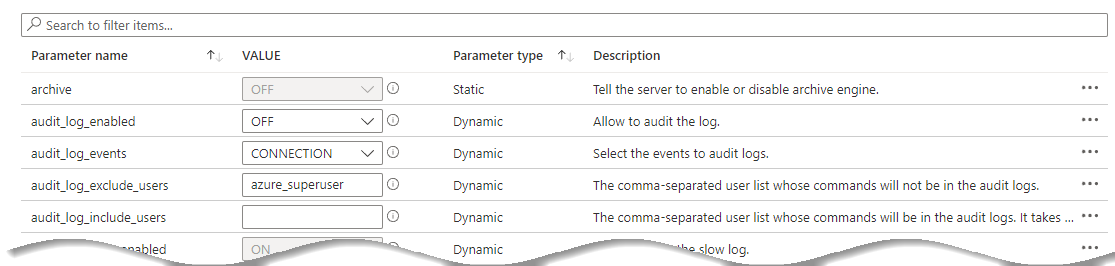 Search to filter items...
Parameter name VALUE Parameter type Description
archive OFF Static Tell the server to enable or disable archive engine.
audit_log_enabled OFF Dynamic Allow to audit the log.
audit_log_events CONNECTION Dynamic Select the events to audit logs.
audit_log_exclude_users azure_superuser Dynamic The comma-separated user list whose commands will not be in the audit logs.
audit_log_include_users Dynamic The comma-separated user list whose commands will be in the audit logs. It takes ...
enabled ON Dynamic the slow log.